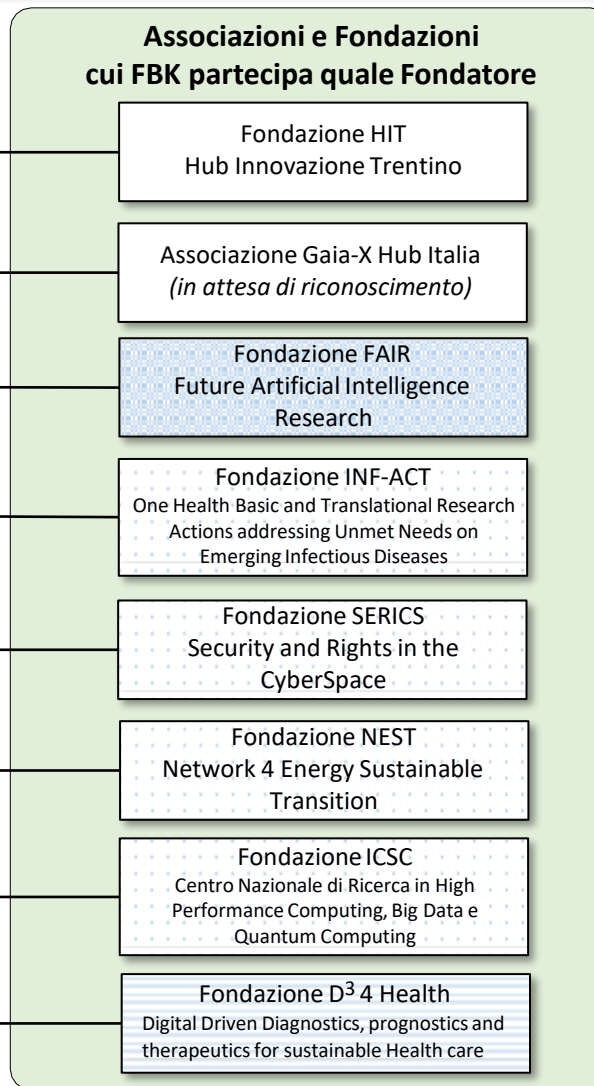 Associazioni e Fondazioni
cui FBK partecipa quale Fondatore
Fondazione HIT
Hub Innovazione Trentino
Associazione Gaia-X Hub Italia
(in attesa di riconoscimento)
Fondazione FAIR
Future Artificial Intelligence
Research
Fondazione INF-ACT
One Health Basic and Translational Research
Actions addressing Unmet Needs on
Emerging Infectious Diseases
Fondazione SERICS
Security and Rights in the
CyberSpace
Fondazione NEST
Network 4 Energy Sustainable
Transition
Fondazione ICSC
Centro Nazionale di Ricerca in High
Performance Computing, Big Data e
Quantum Computing
Fondazione D³ 4 Health
Digital Driven Diagnostics, prognostics and
therapeutics for sustainable Health care